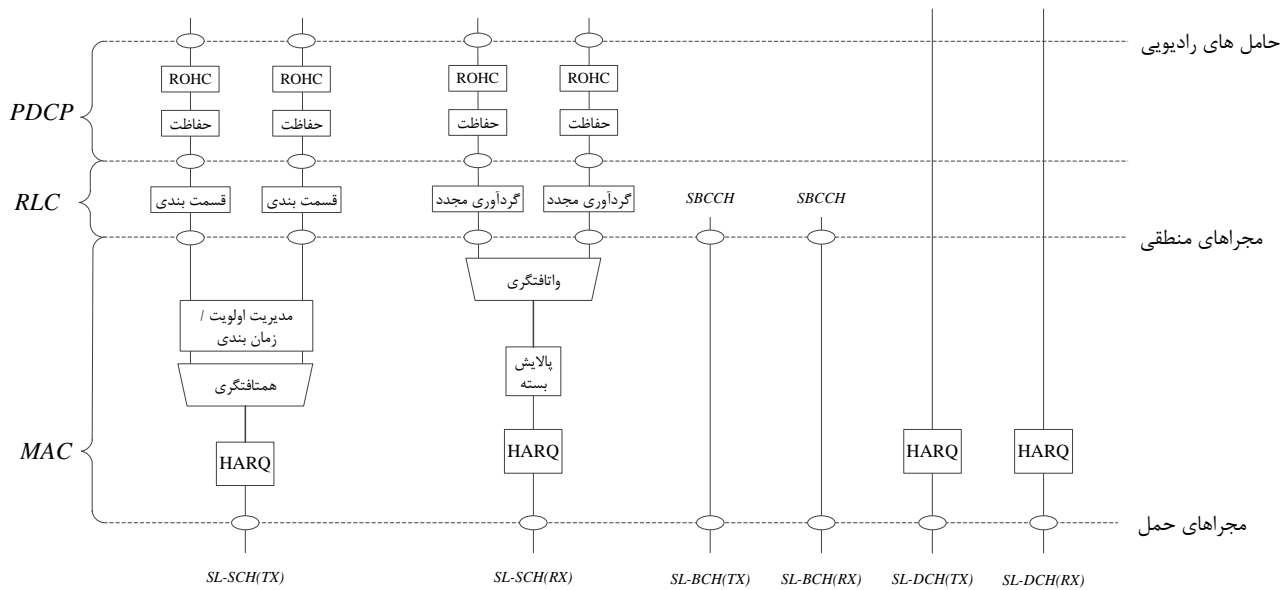 حامل های رادیویی
ROHC ROHC ROHC ROHC
PDCP
حفاظت حفاظت حفاظت حفاظت
RLC
قسمت بندی قسمت بندی گردآوری مجدد گردآوری مجدد SBCCH SBCCH
مجراهای منطقی
واتافتگری
مدیریت اولویت /
زمان بندی
پالایش
بسته
همتافتگری
MAC
HARQ HARQ HARQ HARQ
مجراهای حمل
SL-SCH(TX) SL-SCH(RX) SL-BCH(TX) SL-BCH(RX) SL-DCH(TX) SL-DCH(RX)